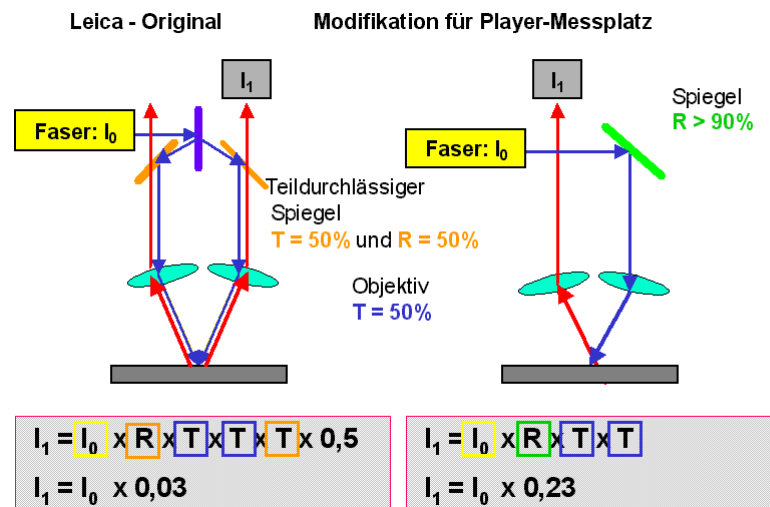 Leica - Original
Modifikation für Player-Messplatz
I₁
Faser: I₀
Teildurchlässiger
Spiegel
T = 50% und R = 50%
Objektiv
T = 50%
I₁
Faser: I₀
Spiegel
R > 90%
I₁ = I₀ x R x T x T x T x 0,5
I₁ = I₀ x 0,03
I₁ = I₀ x R x T x T
I₁ = I₀ x 0,23